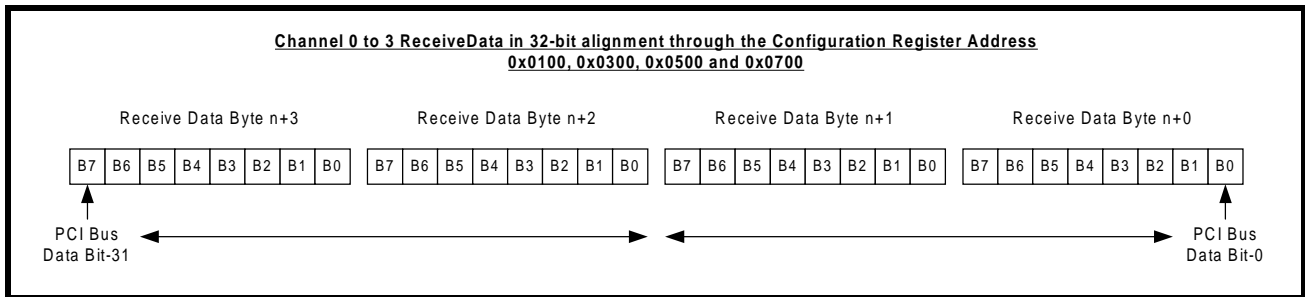 Channel 0 to 3 ReceiveData in 32-bit alignment through the Configuration Register Address
0x0100, 0x0300, 0x0500 and 0x0700
Receive Data Byte n+3 Receive Data Byte n+2 Receive Data Byte n+1 Receive Data Byte n+0
B7 B6 B5 B4 B3 B2 B1 B0 B7 B6 B5 B4 B3 B2 B1 B0 B7 B6 B5 B4 B3 B2 B1 B0 B7 B6 B5 B4 B3 B2 B1 B0
PCI Bus PCI Bus
Data Bit-31 Data Bit-0